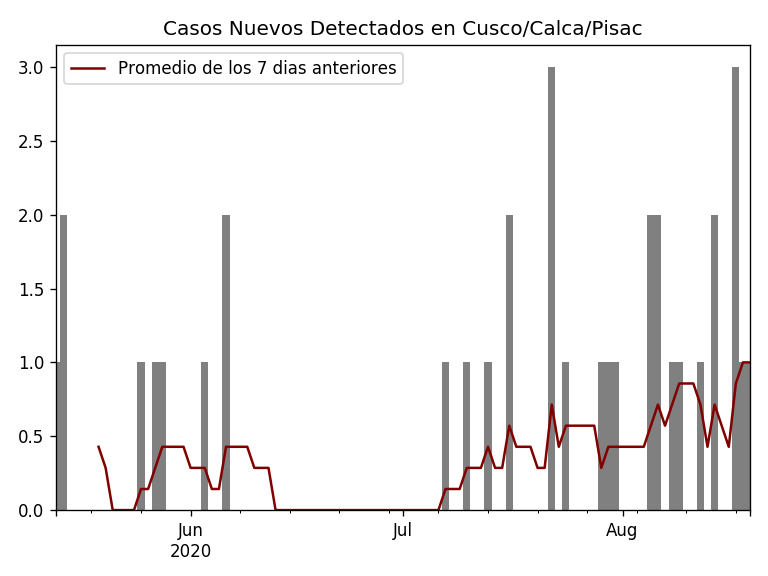 Casos Nuevos Detectados en Cusco/Calca/Pisac
Promedio de los 7 dias anteriores
3.0
2.5
2.0
1.5
1.0
0.5
0.0
Jun
2020
Jul
Aug